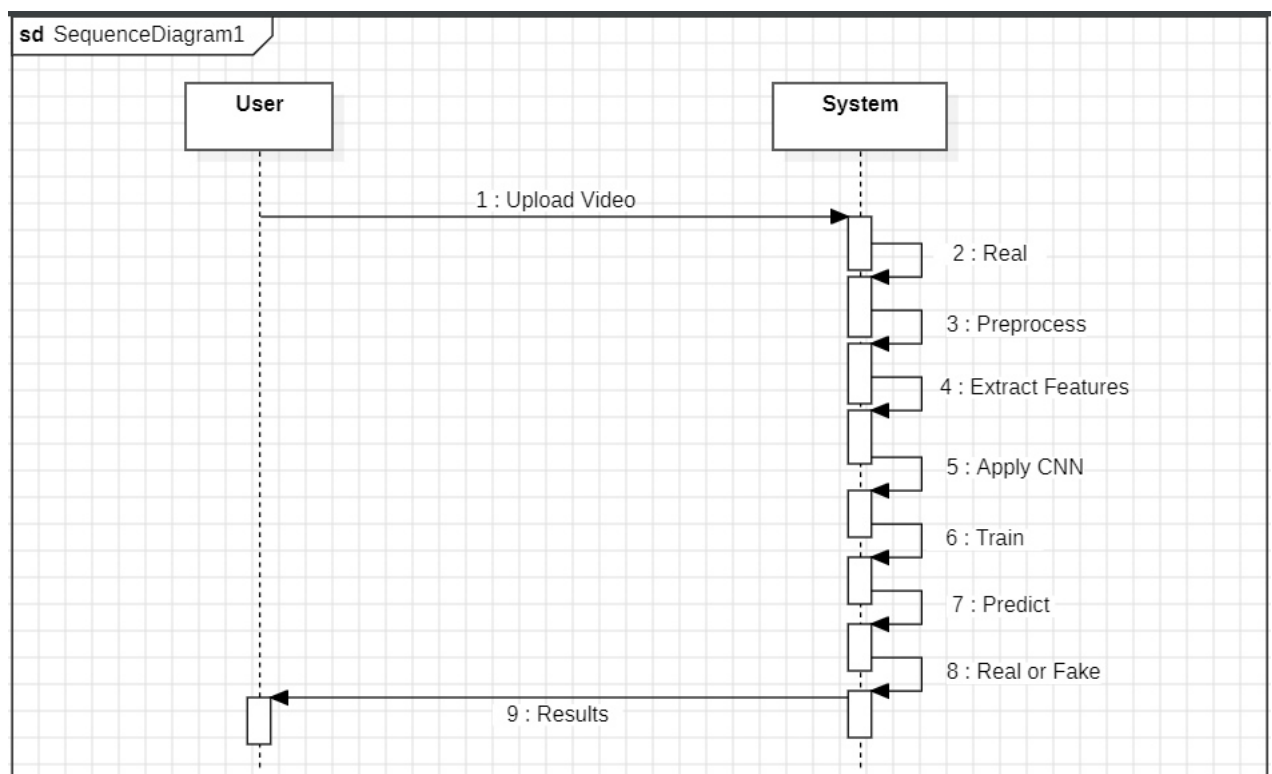 sd SequenceDiagram1
User
System
1 : Upload Video
2 : Real
3 : Preprocess
4 : Extract Features
5 : Apply CNN
6 : Train
7 : Predict
8 : Real or Fake
9 : Results